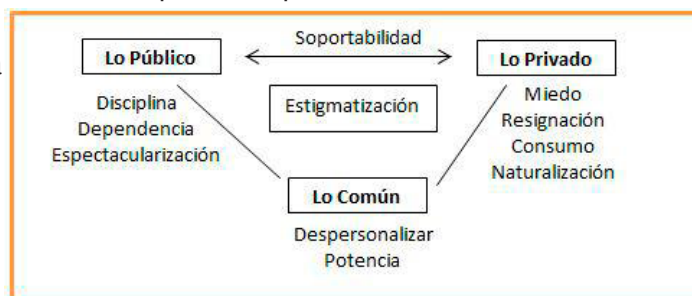 Soportabilidad
Lo Público
Lo Privado
Disciplina
Dependencia
Espectacularización
Estigmatización
Miedo
Resignación
Consumo
Naturalización
Lo Común
Despersonalizar
Potencia